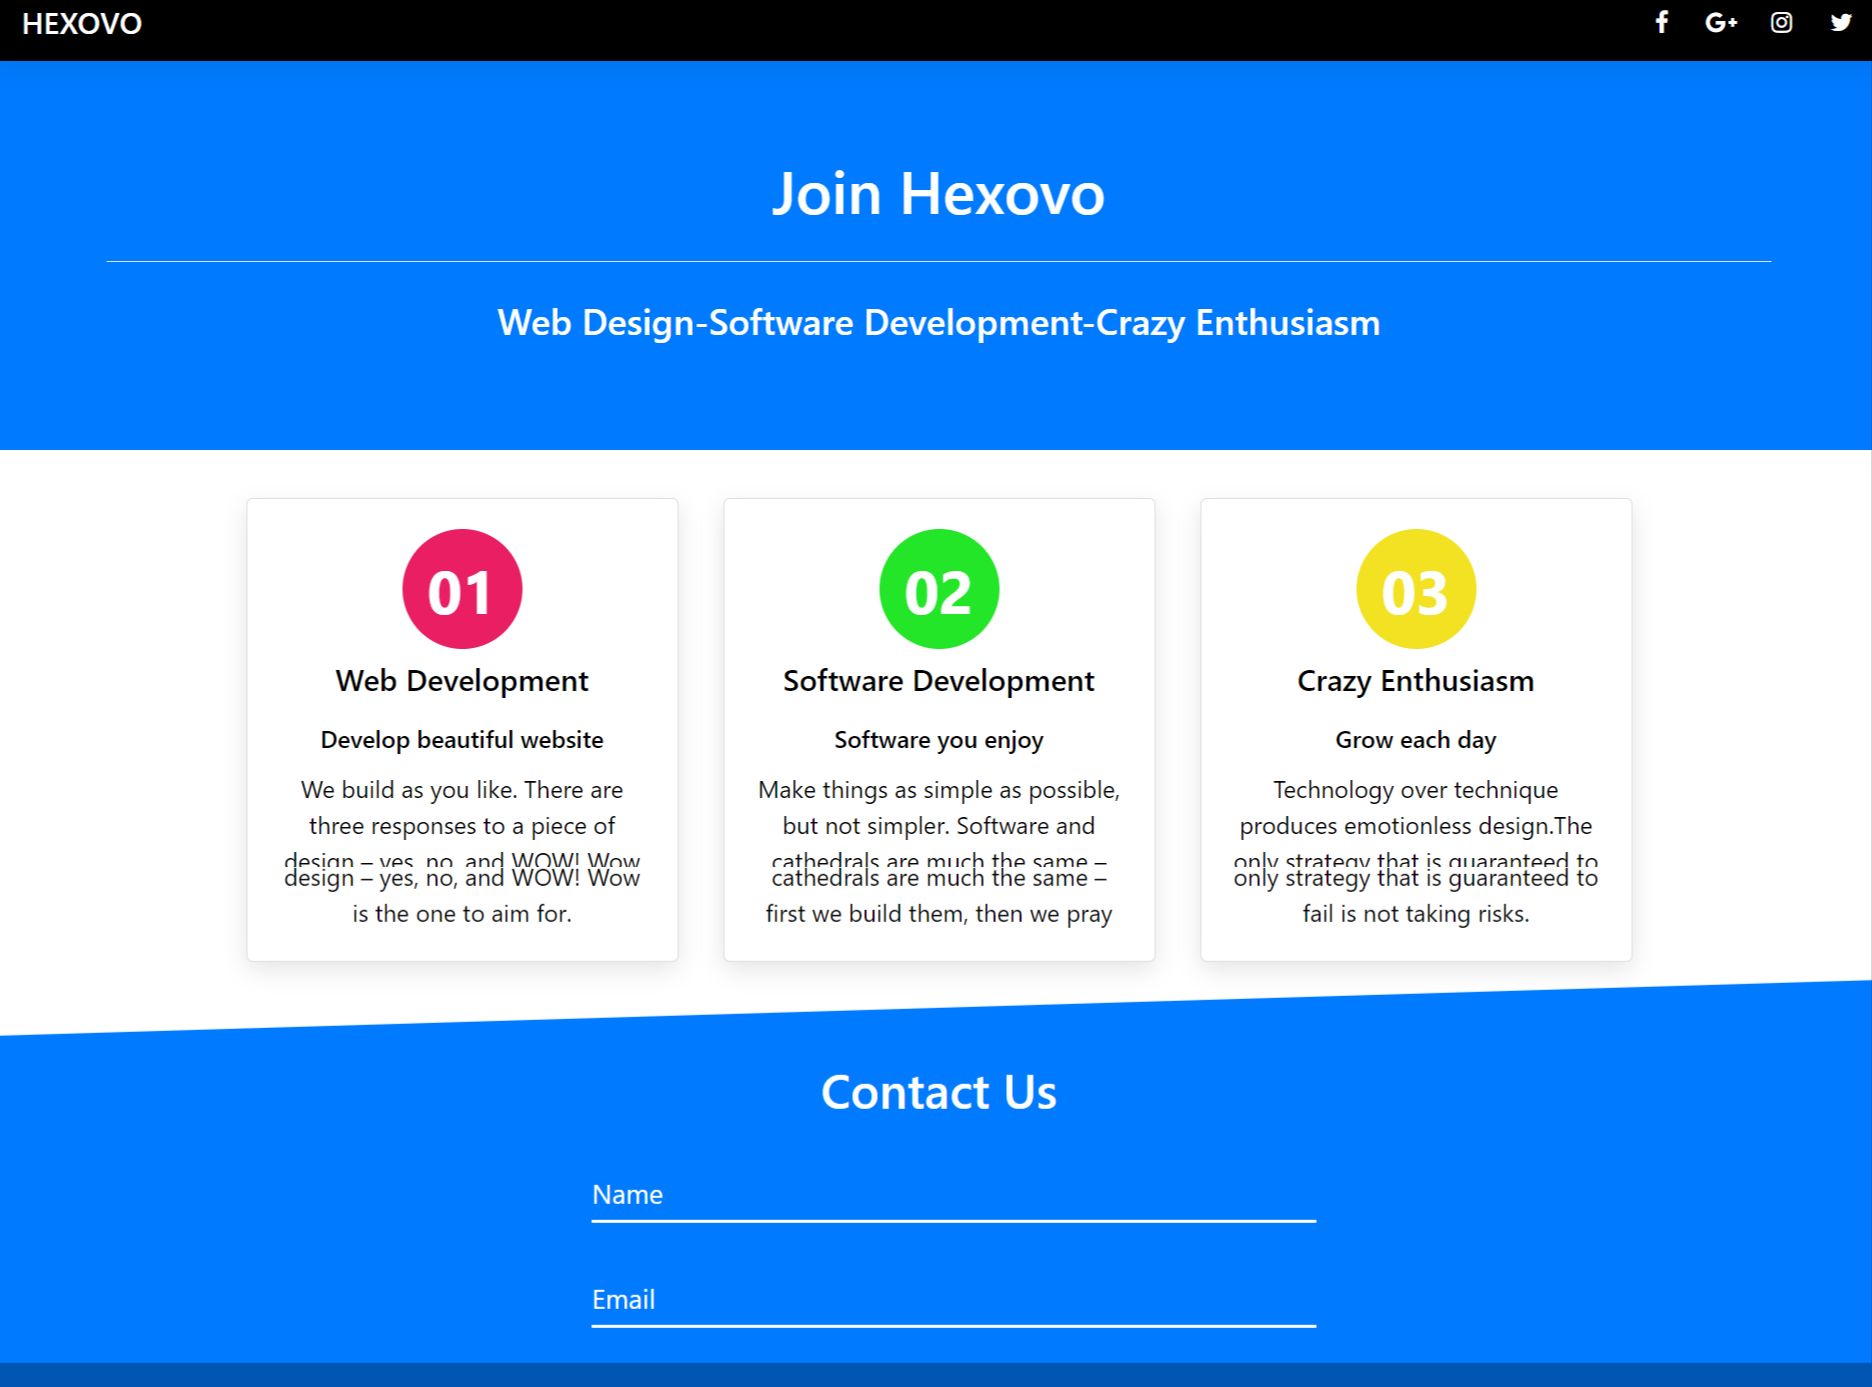 HEXOVO
Join Hexovo
Web Design-Software Development-Crazy Enthusiasm
01
Web Development
Develop beautiful website
We build as you like. There are
three responses to a piece of
design – yes, no, and WOW! Wow
design – yes, no, and WOW! Wow
is the one to aim for.
02
Software Development
Software you enjoy
Make things as simple as possible,
but not simpler. Software and
cathedrals are much the same –
cathedrals are much the same –
first we build them, then we pray
03
Crazy Enthusiasm
Grow each day
Technology over technique
produces emotionless design.The
only strategy that is guaranteed to
only strategy that is guaranteed to
fail is not taking risks.
Contact Us
Name
Email